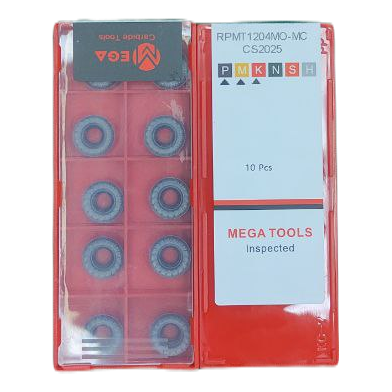 MEGA
Carbide Tools
RPMT1204MO-MC
CS2025
P M K N S H
10 Pcs
MEGA TOOLS
Inspected